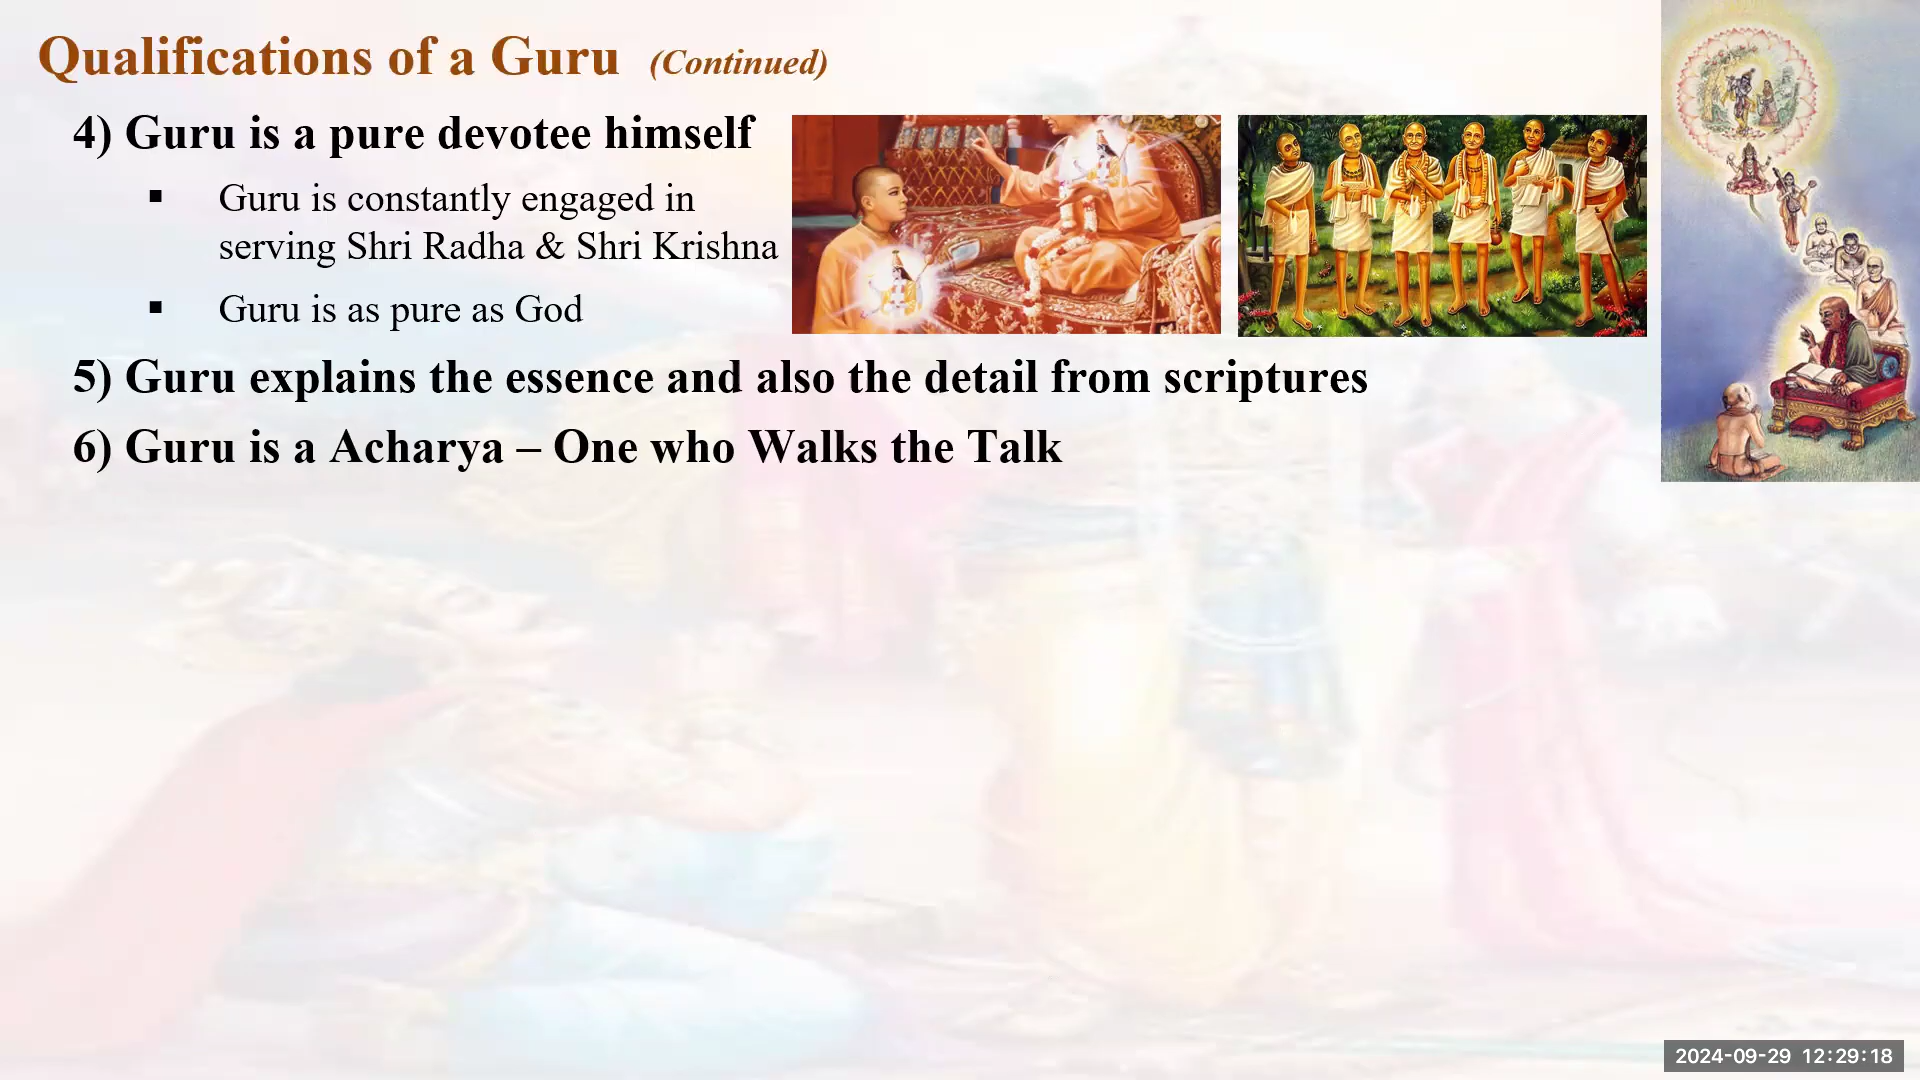 Qualifications of a Guru (Continued)
4) Guru is a pure devotee himself
▪ Guru is constantly engaged in
serving Shri Radha & Shri Krishna
▪ Guru is as pure as God
5) Guru explains the essence and also the detail from scriptures
6) Guru is a Acharya – One who Walks the Talk
2024-09-29 12:29:18